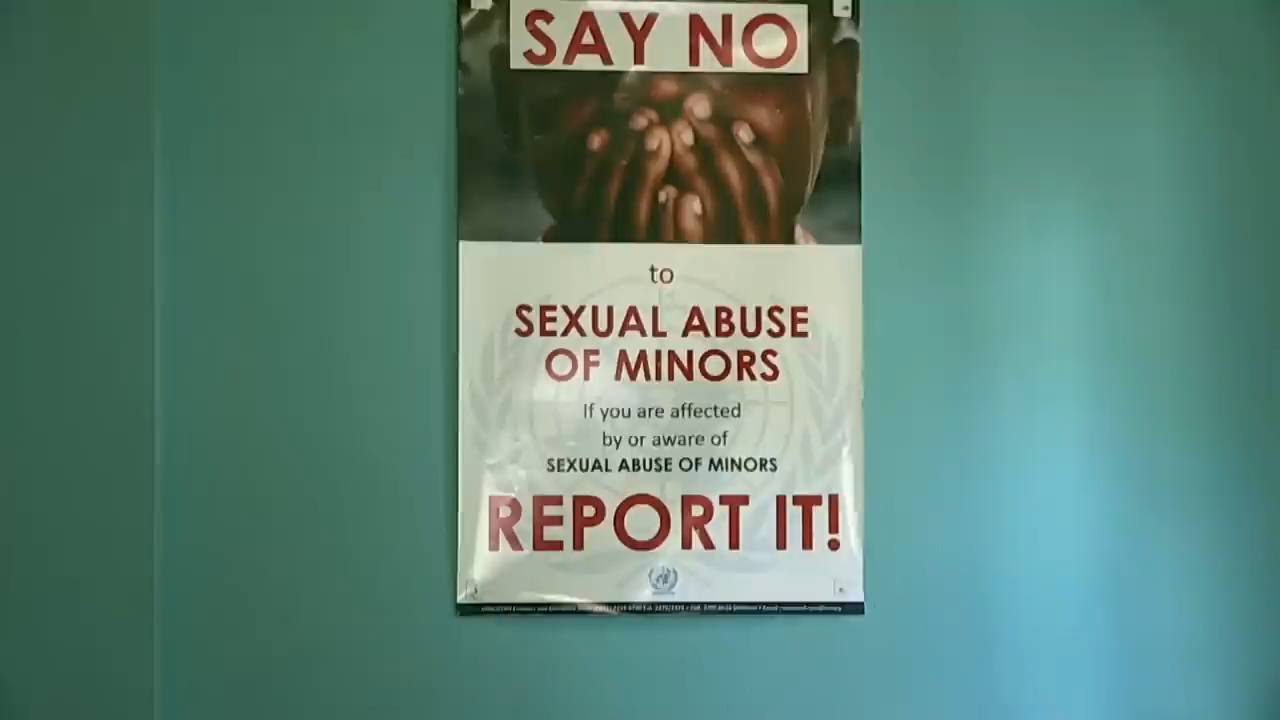 SAY NO
to
SEXUAL ABUSE
OF MINORS
If you are affected
by or aware of
SEXUAL ABUSE OF MINORS
REPORT IT!